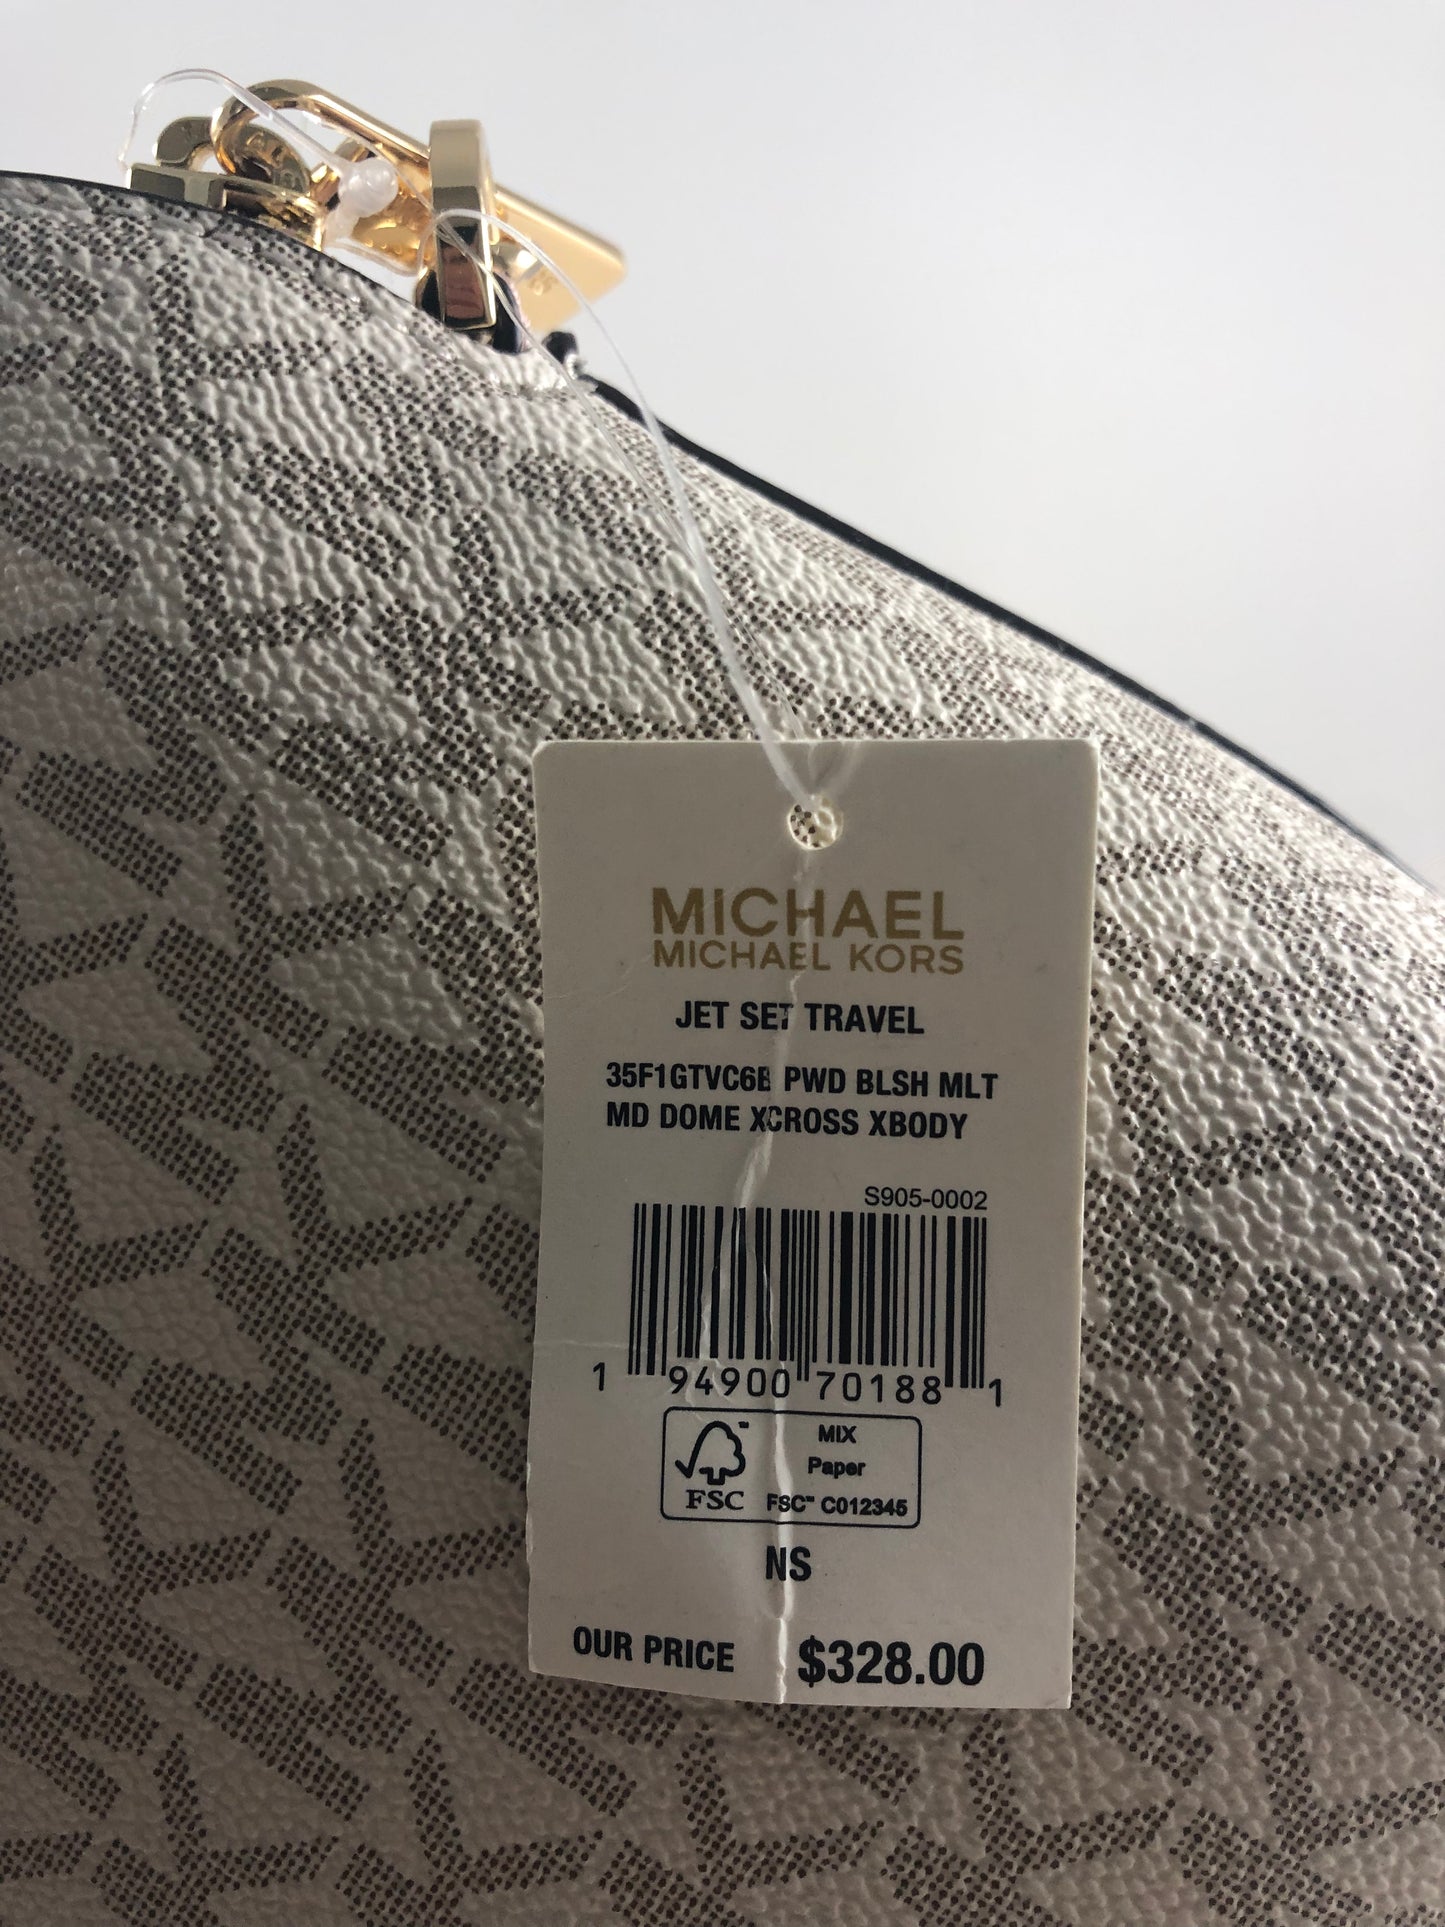 MICHAEL
MICHAEL KORS
JET SET TRAVEL
35F1GTVC6B PWD BLSH MLT
MD DOME XCROSS XBODY
S905-0002
1 94900 70188 1
MIX
Paper
FSC FSC™ C012345
NS
OUR PRICE $328.00